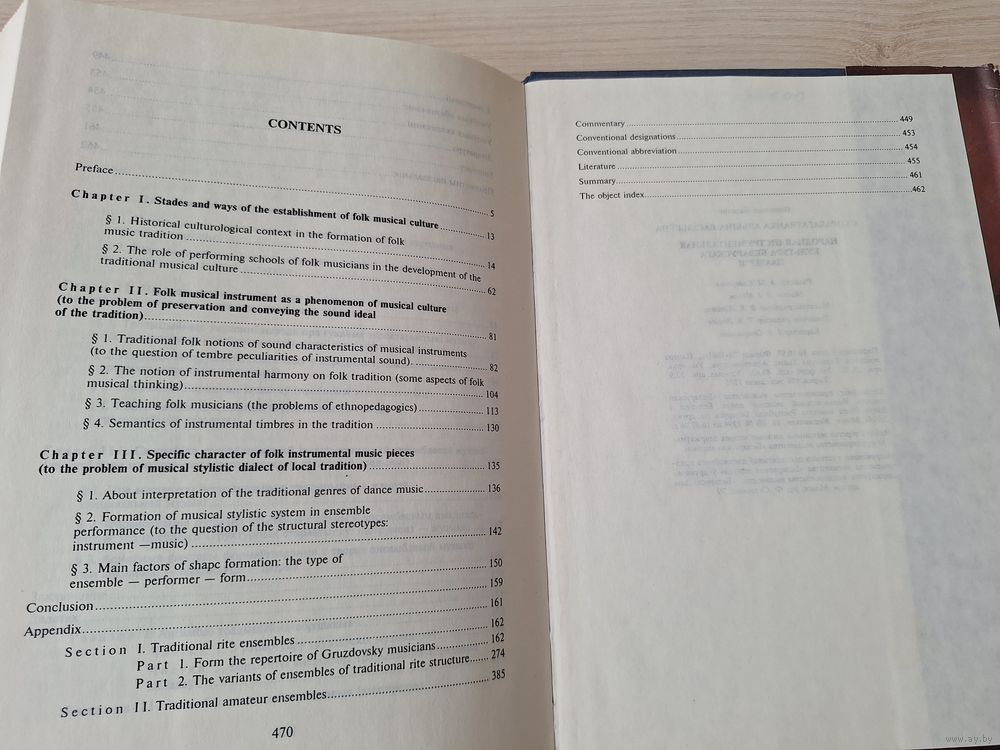 CONTENTS
Preface 5
Chapter I. Stades and ways of the establishment of folk musical culture 13
§ 1. Historical culturological context in the formation of folk
music tradition 14
§ 2. The role of performing schools of folk musicians in the development of the
traditional musical culture 62
Chapter II. Folk musical instrument as a phenomenon of musical culture
(to the problem of preservation and conveying the sound ideal
of the tradition) 81
§ 1. Traditional folk notions of sound characteristics of musical instruments
(to the question of tembre peculiarities of instrumental sound). 82
§ 2. The notion of instrumental harmony on folk tradition (some aspects of folk
musical thinking) 104
§ 3. Teaching folk musicians (the problems of ethnopedagogics) 113
§ 4. Semantics of instrumental timbres in the tradition 130
Chapter III. Specific character of folk instrumental music pieces
(to the problem of musical stylistic dialect of local tradition) 135
§ 1. About interpretation of the traditional genres of dance music 136
§ 2. Formation of musical stylistic system in ensemble
performance (to the question of the structural stereotypes:
instrument —music) 142
§ 3. Main factors of shapc formation: the type of
ensemble — performer — form 150
Conclusion 159
Appendix 161
Section I. Traditional rite ensembles 162
Part 1. Form the repertoire of Gruzdovsky musicians 162
Part 2. The variants of ensembles of traditional rite structure 274
Section II. Traditional amateur ensembles 385
470
Commentary 449
Conventional designations 453
Conventional abbreviation 454
Literature 455
Summary 461
The object index 462
www.ay.by